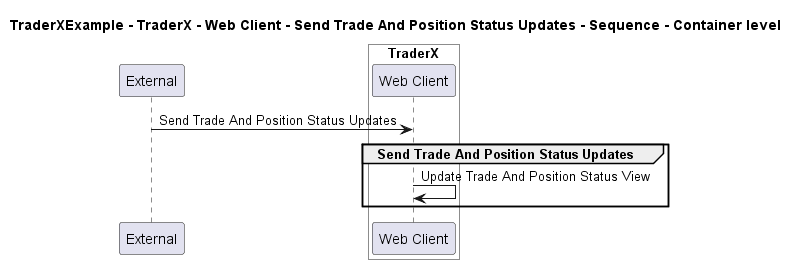 TraderXExample - TraderX - Web Client - Send Trade And Position Status Updates - Sequence - Container level
TraderX
External
Web Client
Send Trade And Position Status Updates
Send Trade And Position Status Updates
Update Trade And Position Status View
External
Web Client